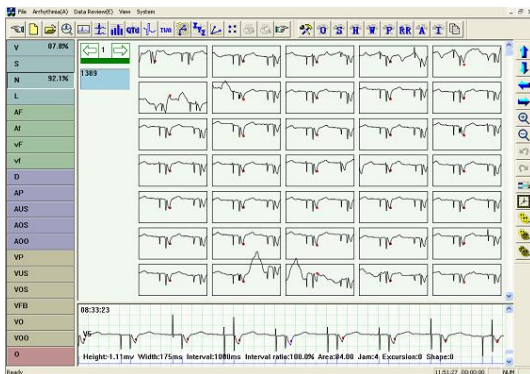 File Arrhythmia(A) Data Review(E) View System
V 07.8%
S
N 92.1%
L
AF
Af
vF
vf
D
AP
AUS
AOS
AOO
VP
VUS
VOS
VFB
VO
VOO
O
1
1389
08:33:23
V5
Height:-1.11mv Width:175ms Interval:1080ms Interval ratio:100.0% Area:84.00 Jam:4 Excursion:0 Shape:0
Ready 11:51:27 00:00:00 NUM